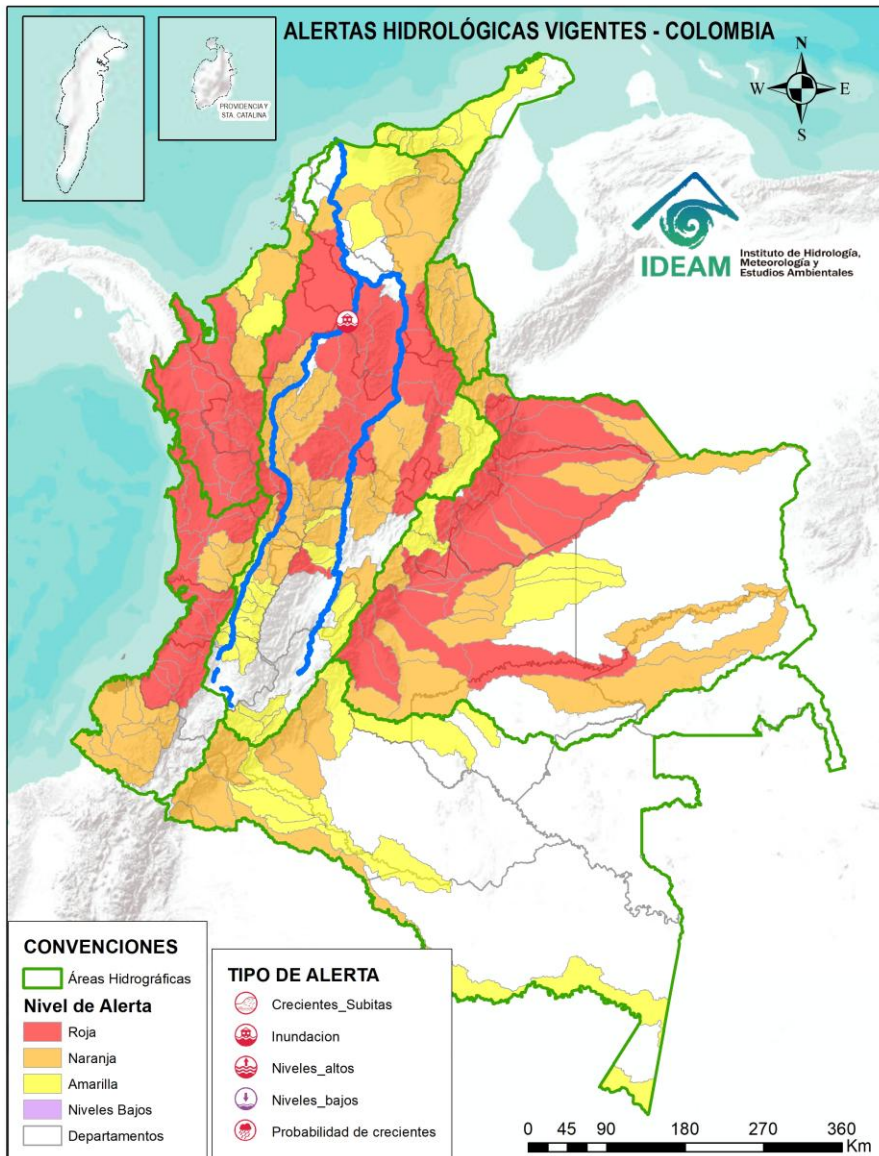 ALERTAS HIDROLÓGICAS VIGENTES - COLOMBIA
PROVIDENCIA Y
STA. CATALINA
N
W
E
S
IDEAM
Instituto de Hidrología,
Meteorología y
Estudios Ambientales
CONVENCIONES
Áreas Hidrográficas
Nivel de Alerta
Roja
Naranja
Amarilla
Niveles Bajos
Departamentos
TIPO DE ALERTA
Crecientes_Subitas
Inundacion
Niveles_altos
Niveles_bajos
Probabilidad de crecientes
0 45 90 180 270 360
Km